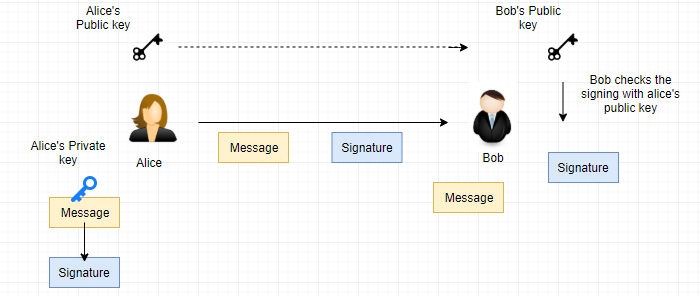 Alice's
Public key
Bob's Public
key
Bob checks the
signing with alice's
public key
Alice's Private
key
Alice
Message
Signature
Bob
Signature
Message
Message
Signature